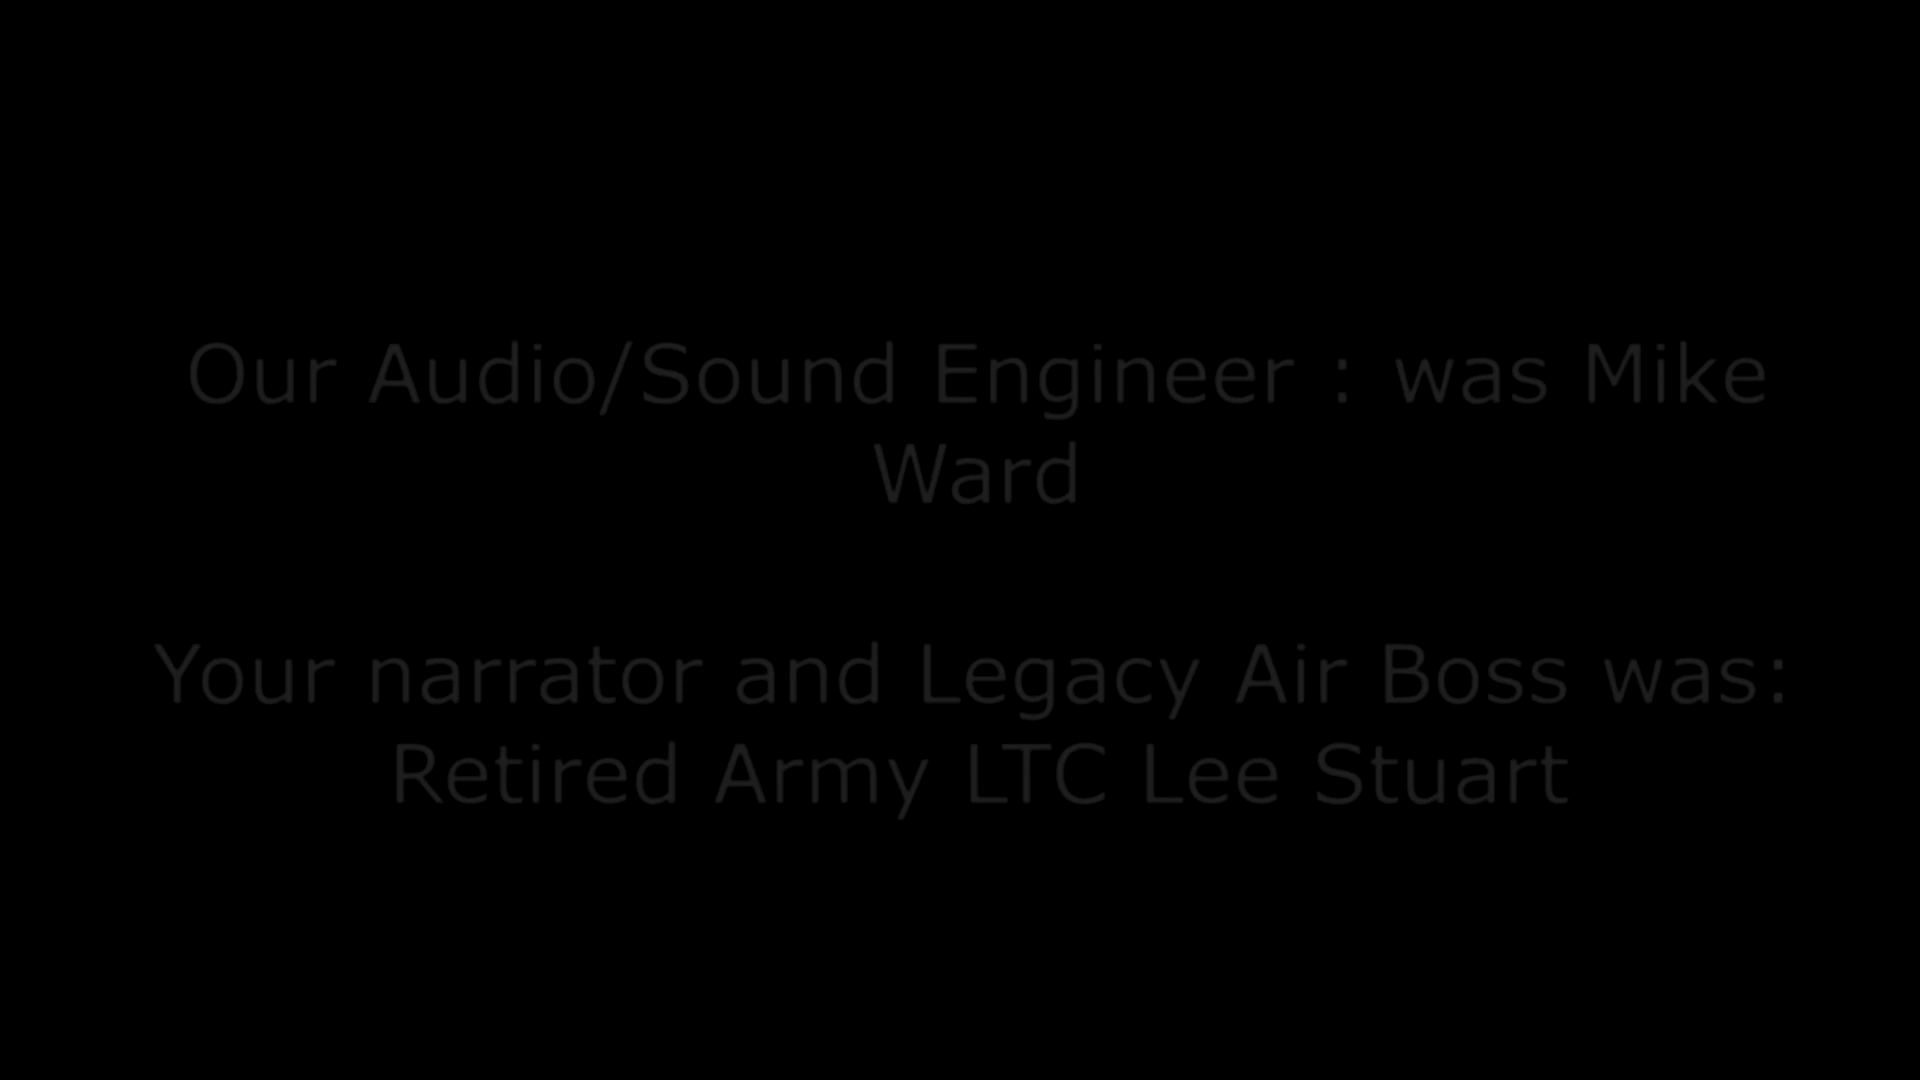 Our Audio/Sound Engineer : was Mike
Ward
Your narrator and Legacy Air Boss was:
Retired Army LTC Lee Stuart